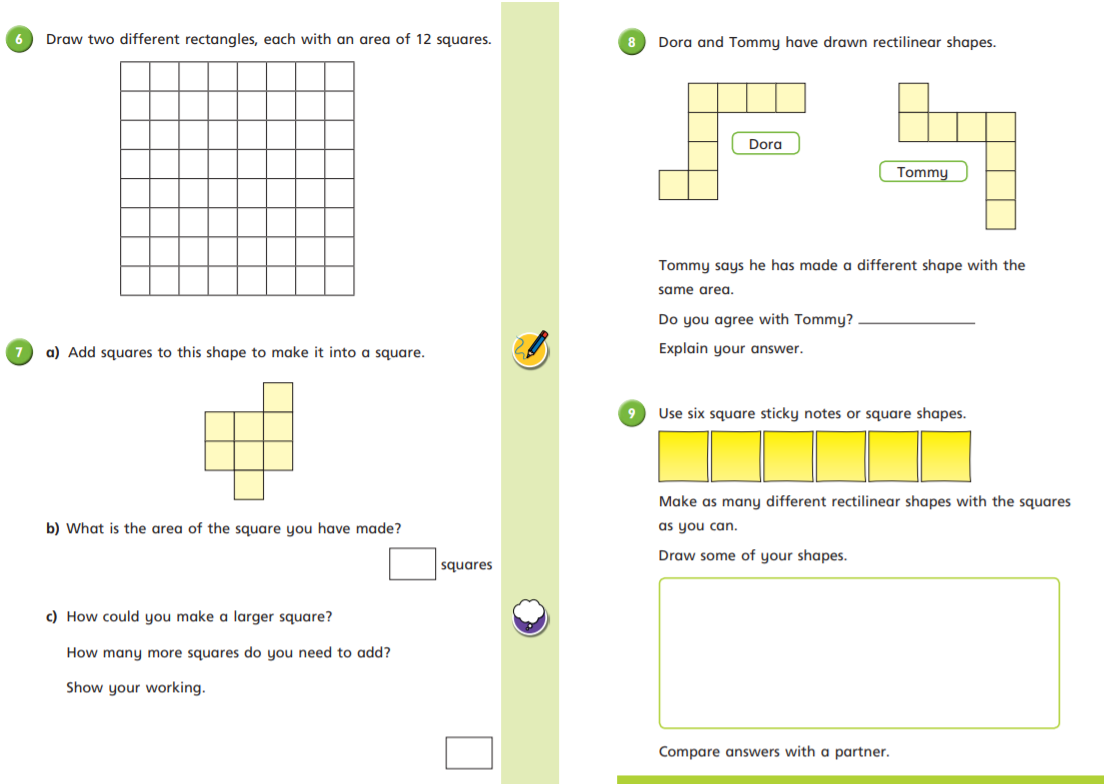 6 Draw two different rectangles, each with an area of 12 squares.
7 a) Add squares to this shape to make it into a square.
b) What is the area of the square you have made?
squares
c) How could you make a larger square?
How many more squares do you need to add?
Show your working.
8 Dora and Tommy have drawn rectilinear shapes.
Dora
Tommy
Tommy says he has made a different shape with the
same area.
Do you agree with Tommy? ____________
Explain your answer.
9 Use six square sticky notes or square shapes.
Make as many different rectilinear shapes with the squares
as you can.
Draw some of your shapes.
Compare answers with a partner.